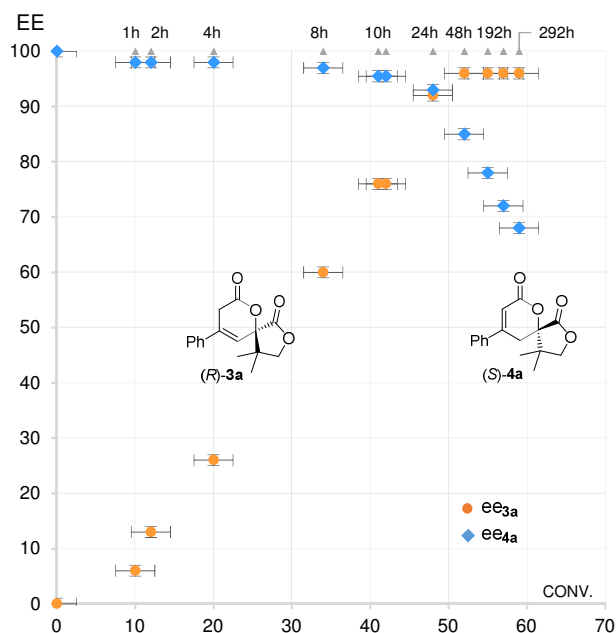 EE
1h 2h 4h 8h 10h 24h 48h 192h 292h
100
90
80
70
60
50
40
30
20
10
0
O
O
O
O
Ph
(R)-3a
O
O
O
O
Ph
(S)-4a
ee3a
ee4a
CONV.
0 10 20 30 40 50 60 70